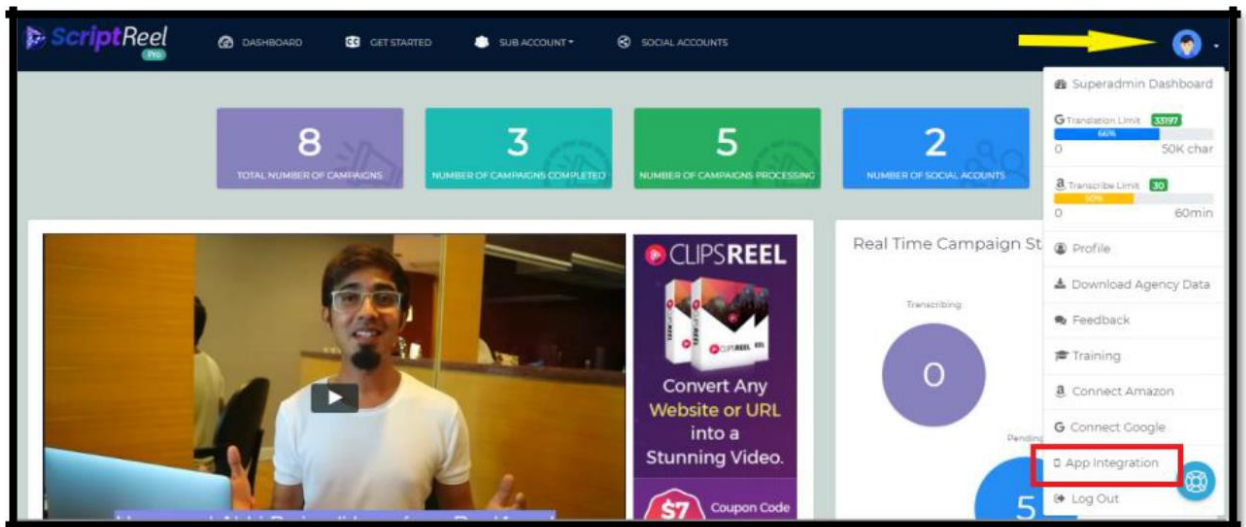 ScriptReel
Pro
DASHBOARD
GET STARTED
SUB ACCOUNT
SOCIAL ACCOUNTS
8
TOTAL NUMBER OF CAMPAIGNS
3
NUMBER OF CAMPAIGNS COMPLETED
5
NUMBER OF CAMPAIGNS PROCESSING
2
NUMBER OF SOCIAL ACOUNTS
CLIPSREEL
Convert Any
Website or URL
into a
Stunning Video.
$7 Coupon Code
Real Time Campaign St
Transcribing
0
Pending
5
Superadmin Dashboard
Translation Limit 33197
66%
0 50K char
Transcribe Limit 30
50%
0 60min
Profile
Download Agency Data
Feedback
Training
Connect Amazon
Connect Google
App Integration
Log Out